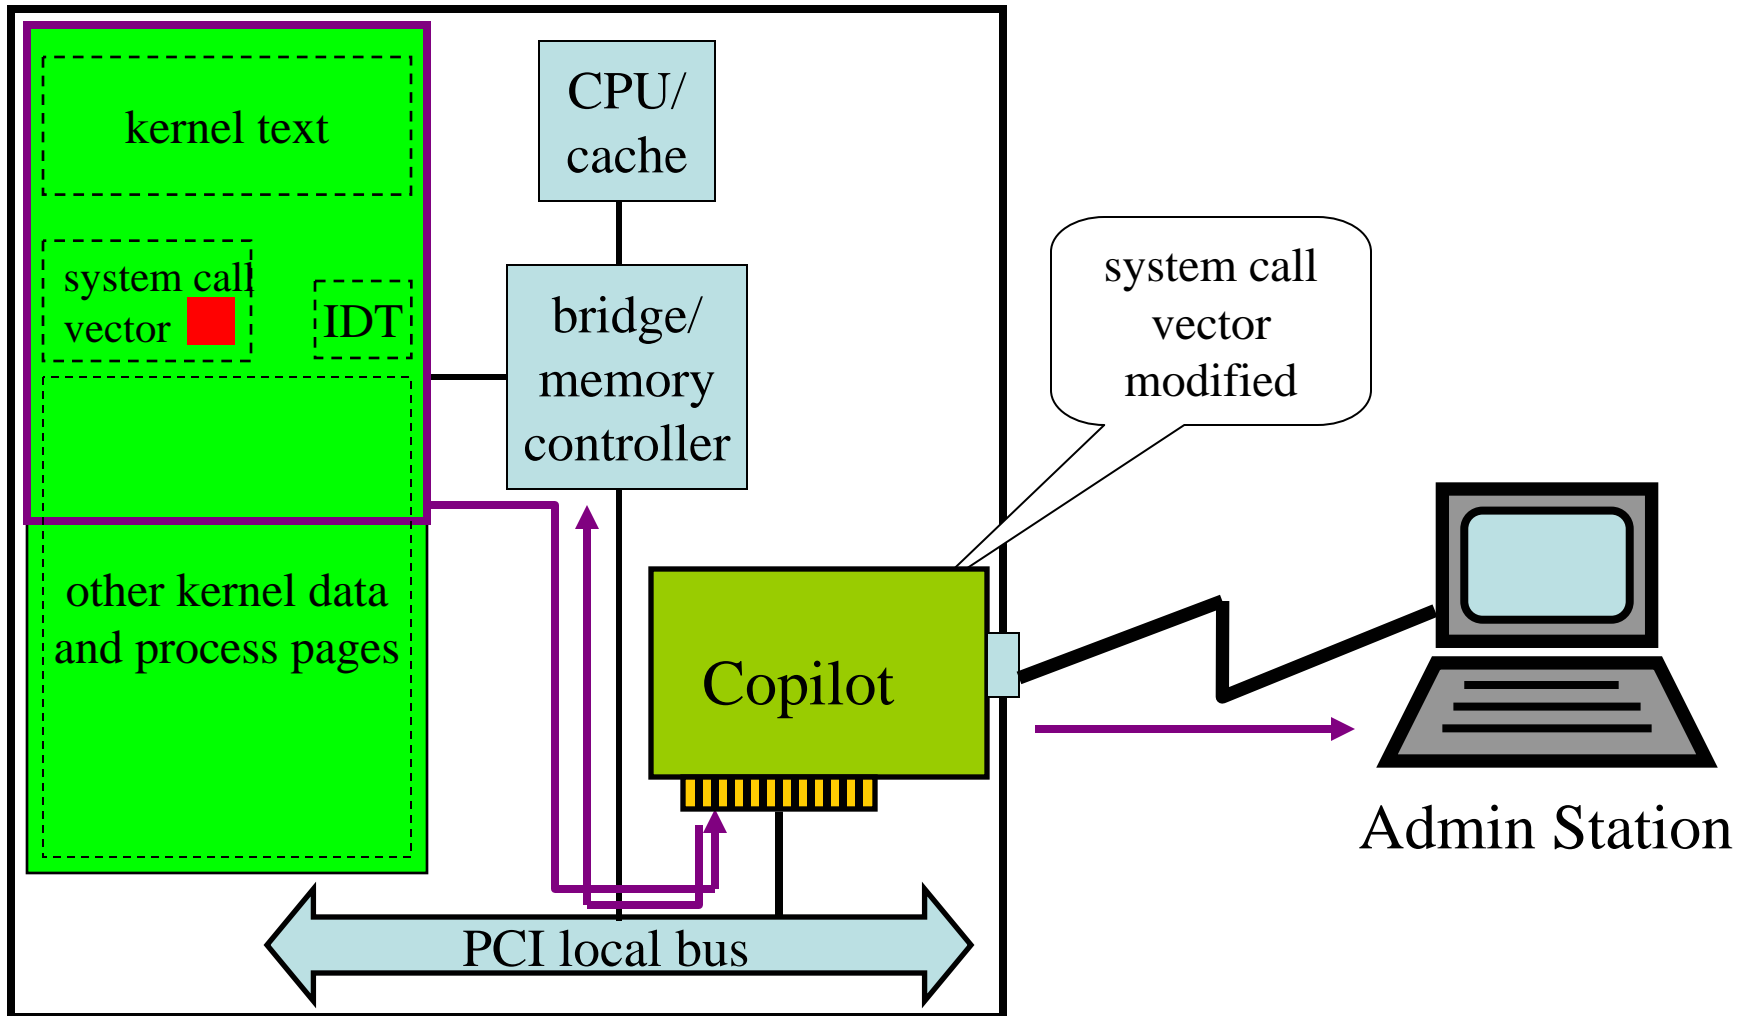 kernel text
system call
vector
IDT
other kernel data
and process pages
CPU/
cache
bridge/
memory
controller
system call
vector
modified
Copilot
Admin Station
PCI local bus